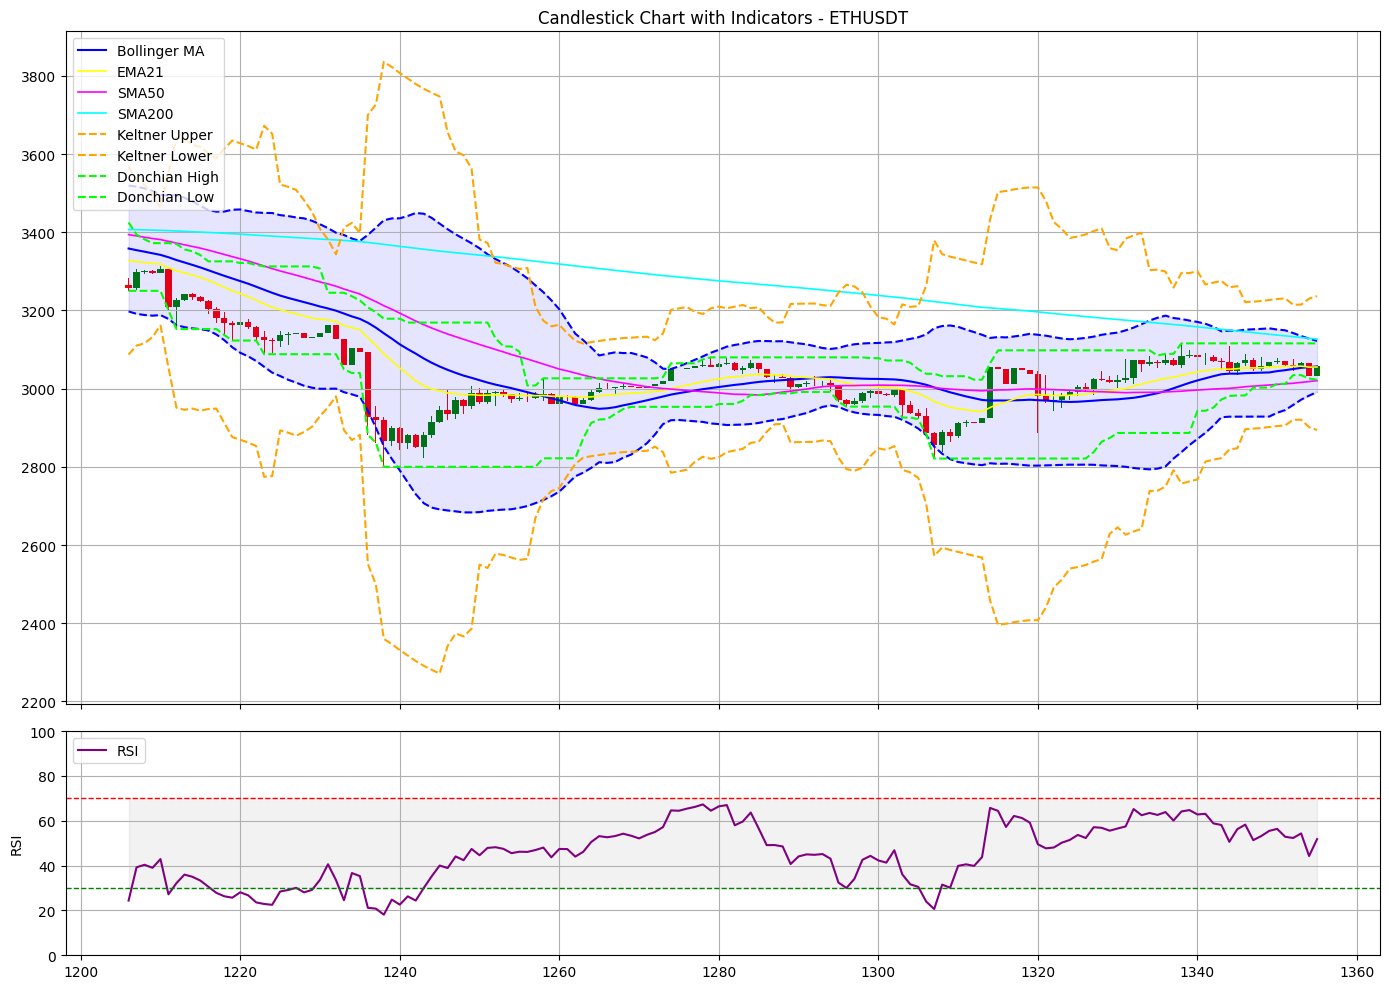 Candlestick Chart with Indicators - ETHUSDT
Bollinger MA
EMA21
SMA50
SMA200
Keltner Upper
Keltner Lower
Donchian High
Donchian Low
3800
3600
3400
3200
3000
2800
2600
2400
2200
RSI
100
80
60
40
20
0
RSI
1200 1220 1240 1260 1280 1300 1320 1340 1360